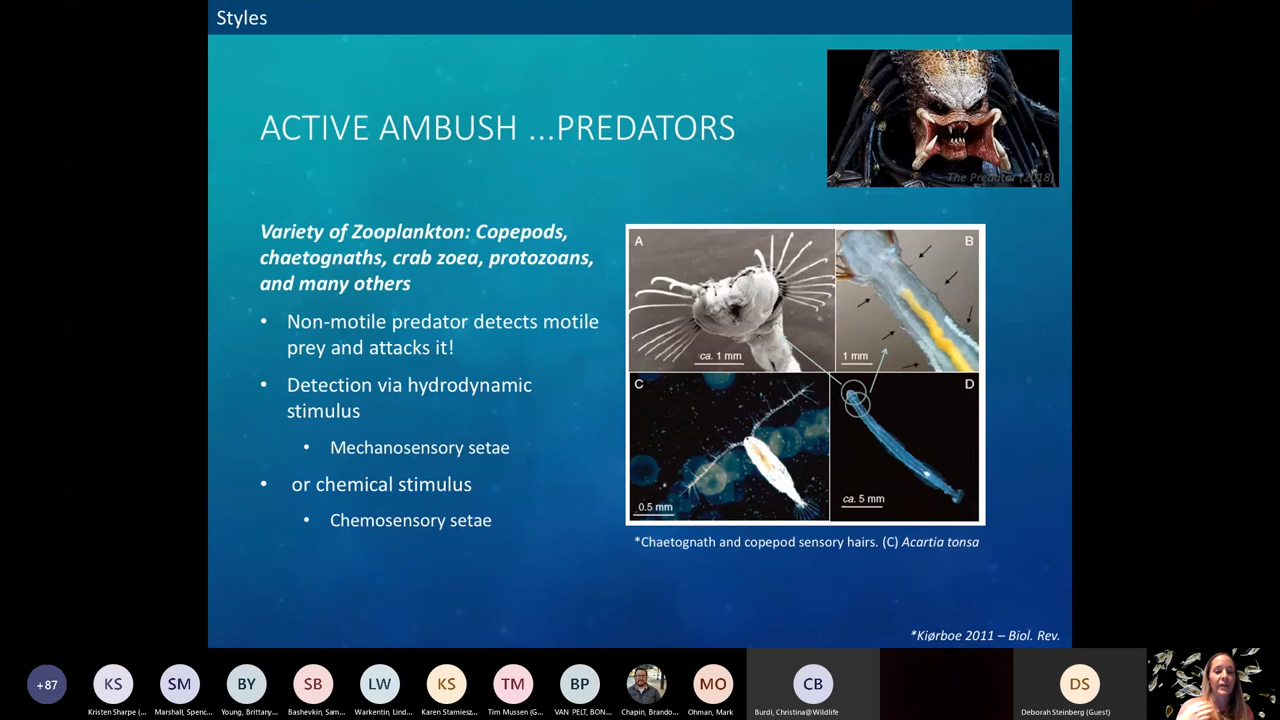 Styles
ACTIVE AMBUSH ...PREDATORS
The Predator (2018)
Variety of Zooplankton: Copepods,
chaetognaths, crab zoea, protozoans,
and many others
• Non-motile predator detects motile
prey and attacks it!
• Detection via hydrodynamic
stimulus
• Mechanosensory setae
• or chemical stimulus
• Chemosensory setae
A
ca. 1 mm
B
1 mm
C
0.5 mm
D
ca. 5 mm
*Chaetognath and copepod sensory hairs. (C) Acartia tonsa
*Kiørboe 2011 – Biol. Rev.
+87
KS
SM
BY
SB
LW
KS
TM
BP
MO
CB
DS
Kristen Sharpe (...
Marshall, Spenc...
Young, Brittany...
Bashevkin, Sam...
Warkentin, Lind...
Karen Stamiesz...
Tim Mussen (G...
VAN PELT, BON...
Chapin, Brando...
Ohman, Mark
Burdi, Christina@Wildlife
Deborah Steinberg (Guest)